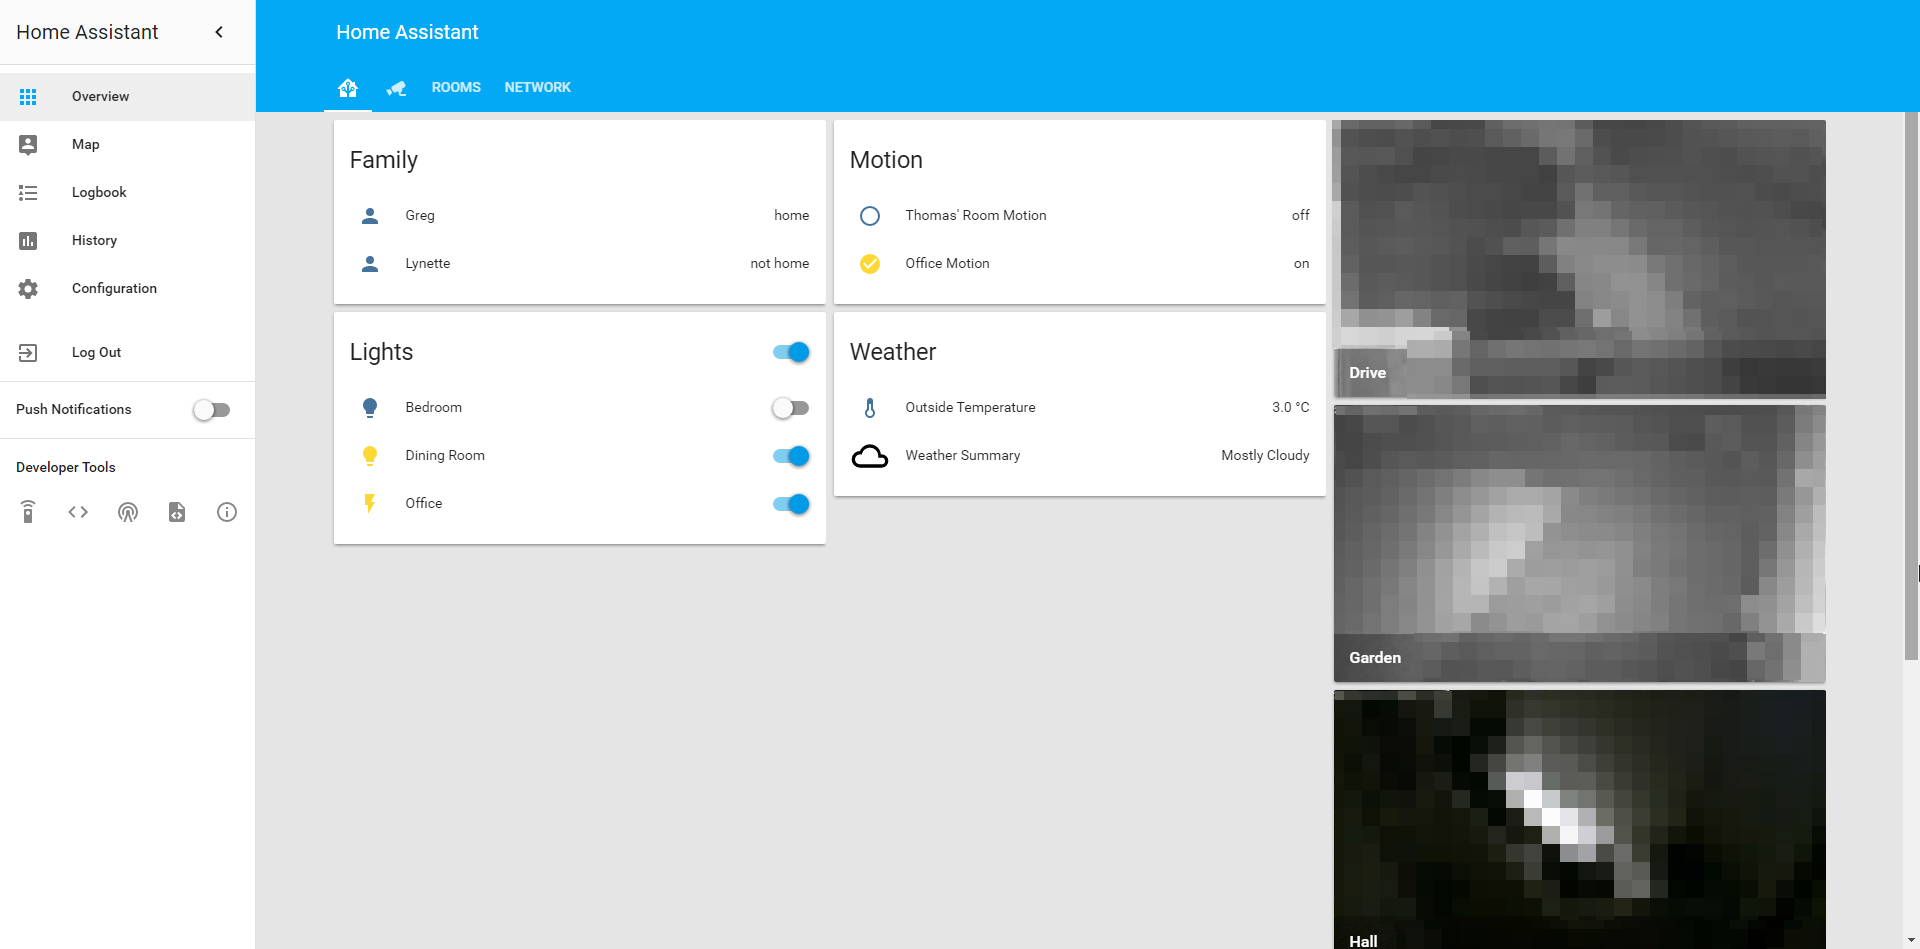 Home Assistant
Overview
Map
Logbook
History
Configuration
Log Out
Push Notifications
Developer Tools
Home Assistant
ROOMS NETWORK
Family
Greg home
Lynette not home
Lights
Bedroom
Dining Room
Office
Motion
Thomas' Room Motion off
Office Motion on
Weather
Outside Temperature 3.0 °C
Weather Summary Mostly Cloudy
Drive
Garden
Hall